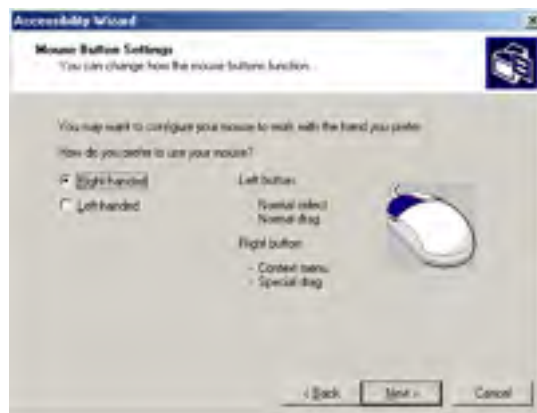 Accessibility Wizard
Mouse Button Settings
You can change how the mouse buttons function.
You may want to configure your mouse to work with the hand you prefer.
How do you prefer to use your mouse?
Right-handed
Left-handed
Left button:
- Normal select
- Normal drag
Right button:
- Context menu
- Special drag
< Back
Next >
Cancel